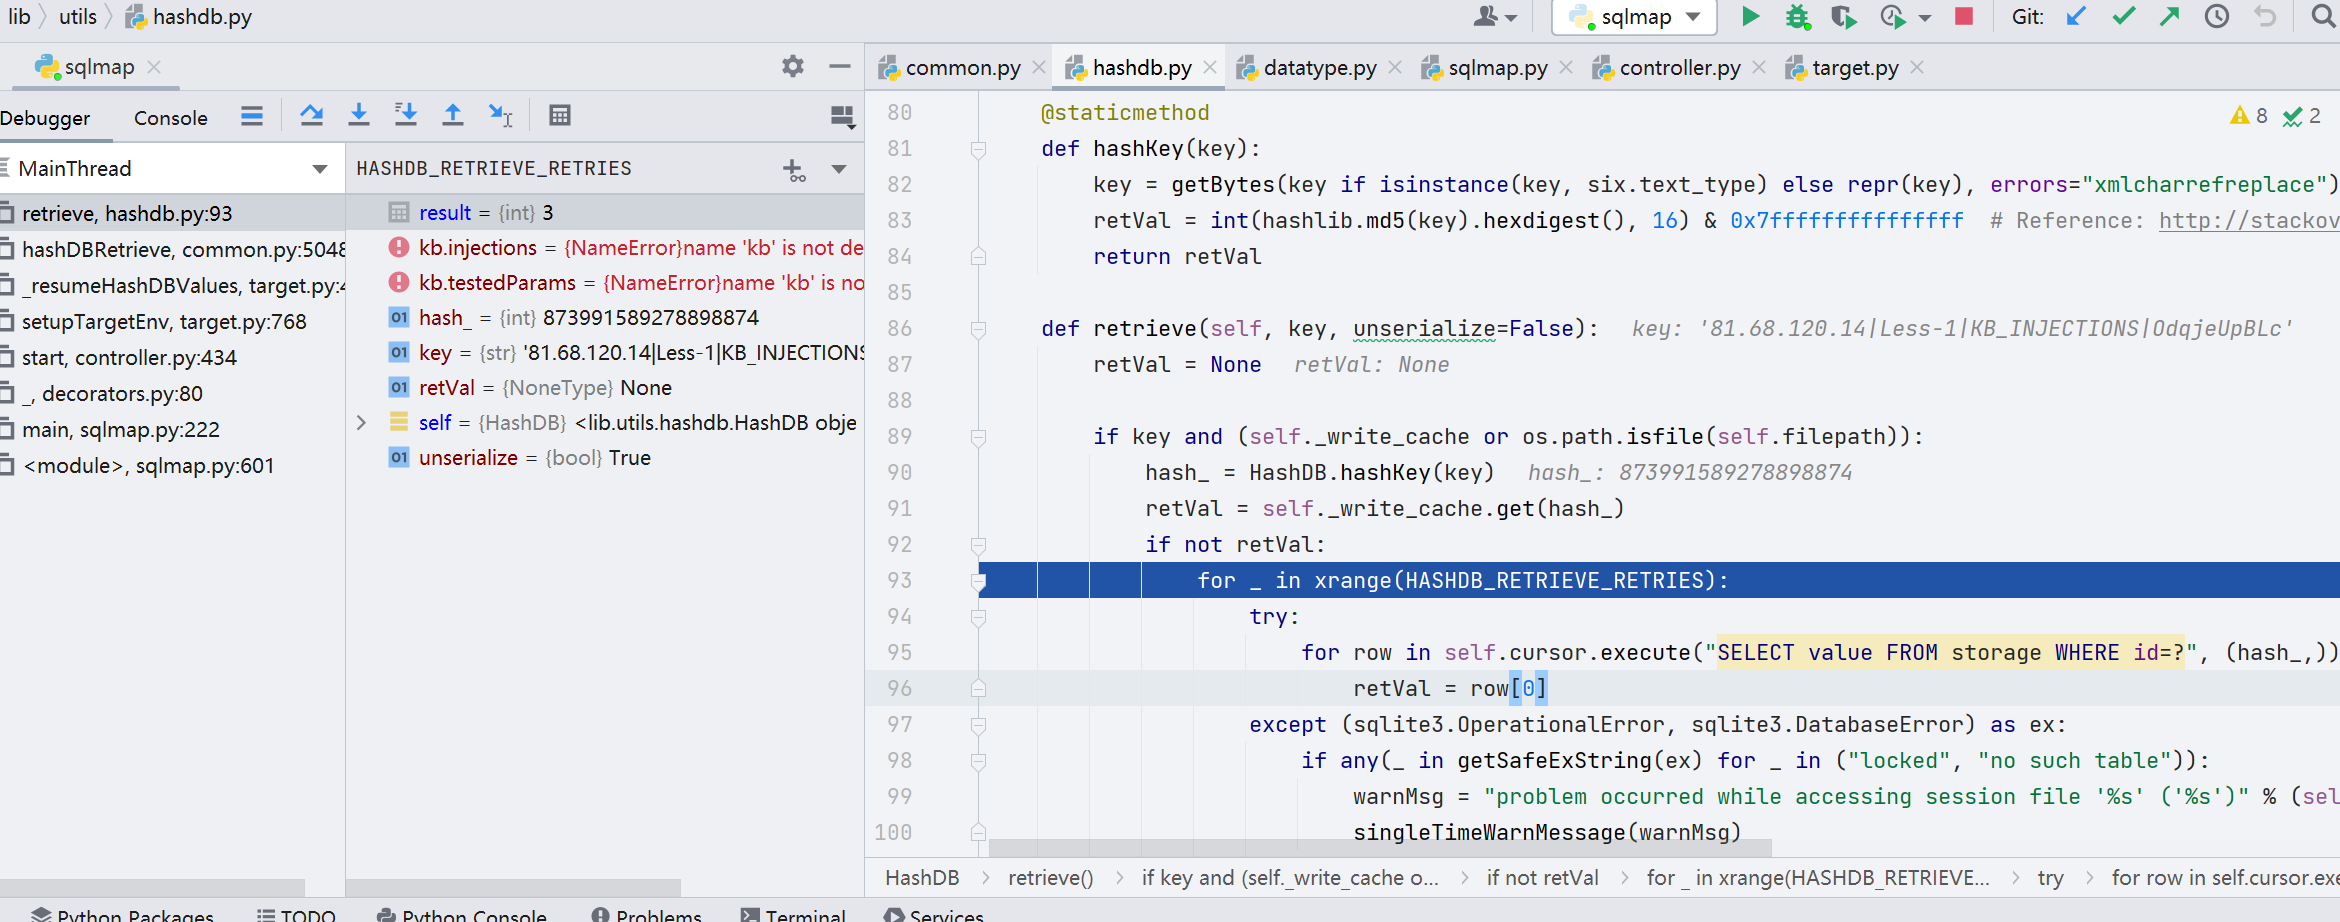 lib utils hashdb.py
sqlmap
Git:
sqlmap
Debugger Console
MainThread
retrieve, hashdb.py:93
hashDBRetrieve, common.py:5048
_resumeHashDBValues, target.py:4
setupTargetEnv, target.py:768
start, controller.py:434
_, decorators.py:80
main, sqlmap.py:222
<module>, sqlmap.py:601
HASHDB_RETRIEVE_RETRIES
result = {int} 3
kb.injections = {NameError}name 'kb' is not de
kb.testedParams = {NameError}name 'kb' is no
01 hash_ = {int} 873991589278898874
01 key = {str} '81.68.120.14|Less-1|KB_INJECTIONS
01 retVal = {NoneType} None
self = {HashDB} <lib.utils.hashdb.HashDB obje
01 unserialize = {bool} True
common.py hashdb.py datatype.py sqlmap.py controller.py target.py
8 2
80 @staticmethod
81 def hashKey(key):
82 key = getBytes(key if isinstance(key, six.text_type) else repr(key), errors="xmlcharrefreplace")
83 retVal = int(hashlib.md5(key).hexdigest(), 16) & 0x7fffffffffffffff # Reference: http://stackov
84 return retVal
85
86 def retrieve(self, key, unserialize=False): key: '81.68.120.14|Less-1|KB_INJECTIONS|OdqjeUpBLc'
87 retVal = None retVal: None
88
89 if key and (self._write_cache or os.path.isfile(self.filepath)):
90 hash_ = HashDB.hashKey(key) hash_: 873991589278898874
91 retVal = self._write_cache.get(hash_)
92 if not retVal:
93 for _ in xrange(HASHDB_RETRIEVE_RETRIES):
94 try:
95 for row in self.cursor.execute("SELECT value FROM storage WHERE id=?", (hash_,))
96 retVal = row[0]
97 except (sqlite3.OperationalError, sqlite3.DatabaseError) as ex:
98 if any(_ in getSafeExString(ex) for _ in ("locked", "no such table")):
99 warnMsg = "problem occurred while accessing session file '%s' ('%s')" % (sel
100 singleTimeWarnMessage(warnMsg)
HashDB retrieve() if key and (self._write_cache o... if not retVal for _ in xrange(HASHDB_RETRIEVE... try for row in self.cursor.exe
Python Packages TODO Python Console Problems Terminal Services